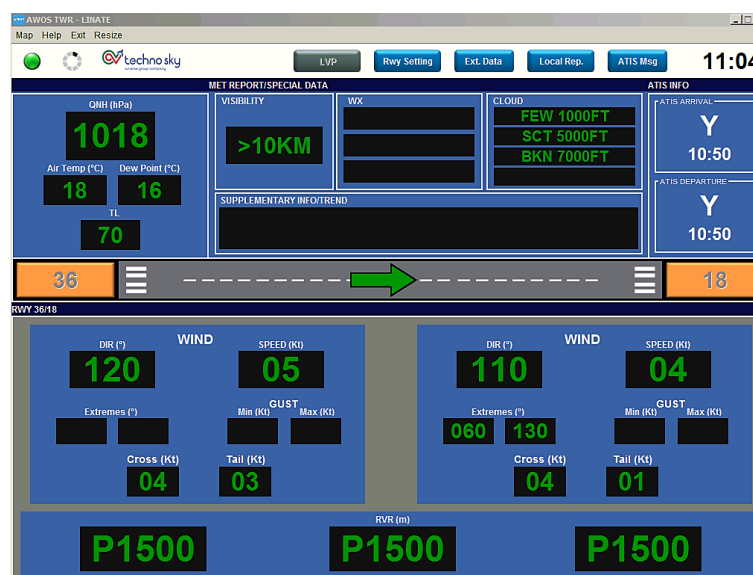 AWOS TWR - LINATE
Map Help Exit Resize
technosky
LVP
Rwy Setting
Ext. Data
Local Rep.
ATIS Msg
11:04
MET REPORT/SPECIAL DATA
ATIS INFO
QNH (hPa)
1018
Air Temp (°C) Dew Point (°C)
18 16
TL
70
VISIBILITY
>10KM
WX
CLOUD
FEW 1000FT
SCT 5000FT
BKN 7000FT
SUPPLEMENTARY INFO/TREND
ATIS ARRIVAL
Y
10:50
ATIS DEPARTURE
Y
10:50
36
18
RWY 36/18
WIND
DIR (°) SPEED (Kt)
120 05
GUST
Extremes (°) Min (Kt) Max (Kt)
Cross (Kt) Tail (Kt)
04 03
WIND
DIR (°) SPEED (Kt)
110 04
GUST
Extremes (°) Min (Kt) Max (Kt)
060 130
Cross (Kt) Tail (Kt)
04 01
RVR (m)
P1500 P1500 P1500